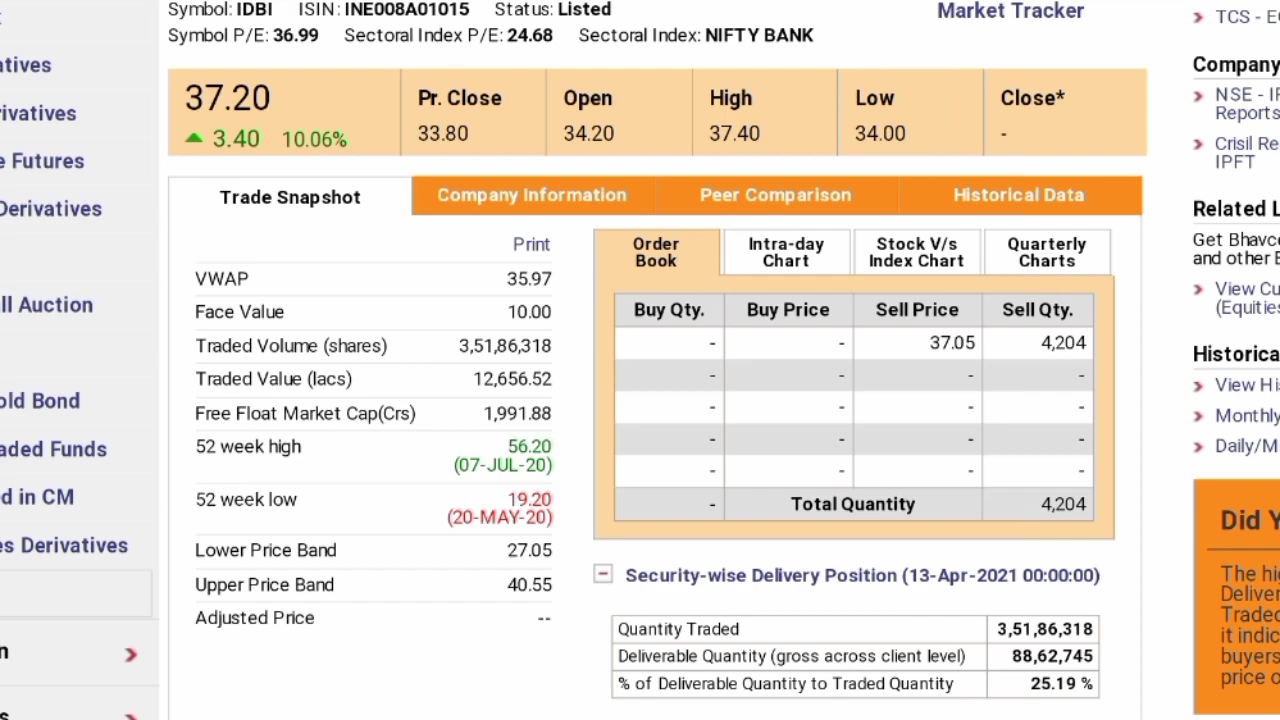 Symbol: IDBI ISIN: INE008A01015 Status: Listed
Market Tracker
Symbol P/E: 36.99 Sectoral Index P/E: 24.68 Sectoral Index: NIFTY BANK
37.20
3.40 10.06%
Pr. Close Open High Low Close*
33.80 34.20 37.40 34.00 -
Trade Snapshot Company Information Peer Comparison Historical Data
Print
VWAP 35.97
Face Value 10.00
Traded Volume (shares) 3,51,86,318
Traded Value (lacs) 12,656.52
Free Float Market Cap(Crs) 1,991.88
52 week high 56.20
(07-JUL-20)
52 week low 19.20
(20-MAY-20)
Lower Price Band 27.05
Upper Price Band 40.55
Adjusted Price --
Order Book Intra-day Chart Stock V/s Index Chart Quarterly Charts
Buy Qty. Buy Price Sell Price Sell Qty.
- - 37.05 4,204
- - - -
- - - -
- - - -
- - - -
- Total Quantity 4,204
Security-wise Delivery Position (13-Apr-2021 00:00:00)
Quantity Traded 3,51,86,318
Deliverable Quantity (gross across client level) 88,62,745
% of Deliverable Quantity to Traded Quantity 25.19 %
Futures
Derivatives
Auction
Bond
Funds
d in CM
Derivatives
TCS - E
Company
NSE - IF
Reports
Crisil Re
IPFT
Related L
Get Bhavc
and other E
View Cu
(Equities
Historica
View His
Monthly
Daily/M
Did Y
The hig
Deliver
Traded
it indic
buyers
price o